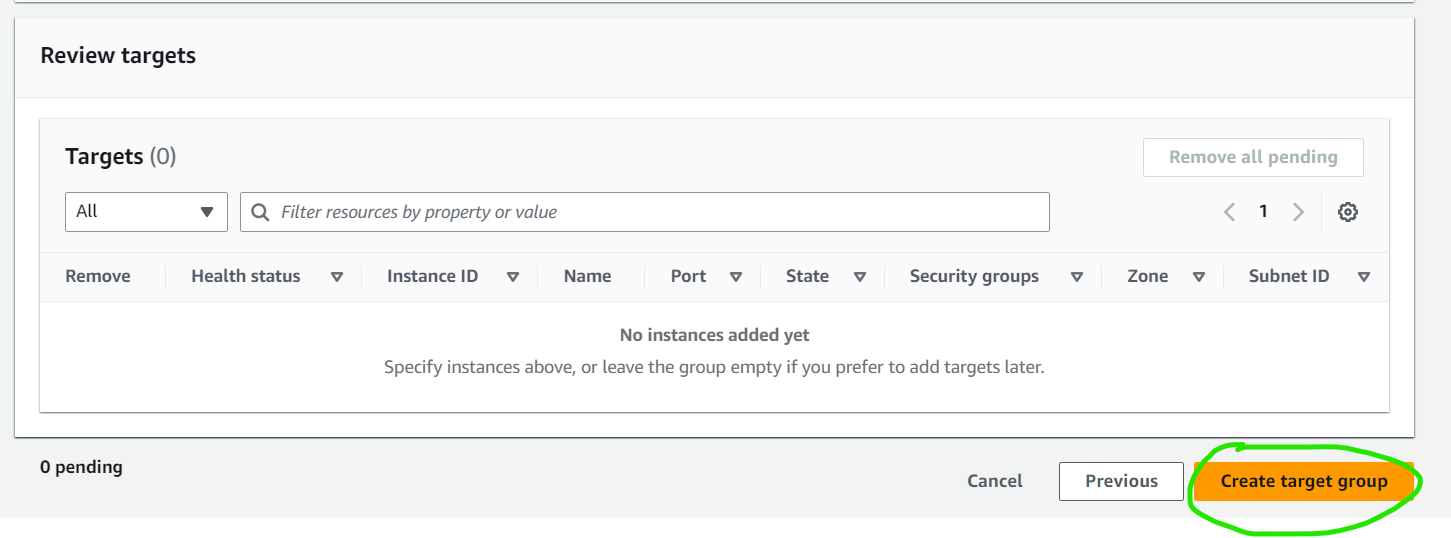 Review targets
Targets (0)
Remove all pending
All
Filter resources by property or value
1
Remove Health status Instance ID Name Port State Security groups Zone Subnet ID
No instances added yet
Specify instances above, or leave the group empty if you prefer to add targets later.
0 pending
Cancel Previous Create target group